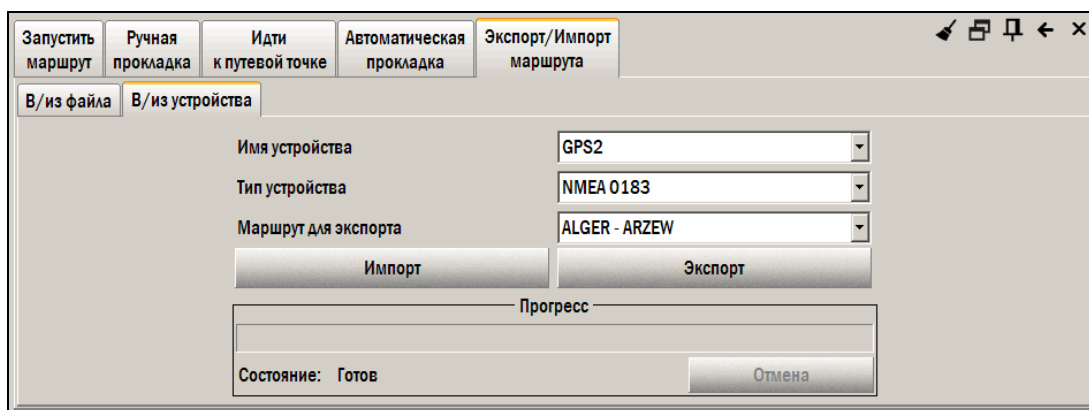 Запустить маршрут
Ручная прокладка
Идти к путевой точке
Автоматическая прокладка
Экспорт/Импорт маршрута
В/из файла
В/из устройства
Имя устройства
GPS2
Тип устройства
NMEA 0183
Маршрут для экспорта
ALGER - ARZEW
Импорт
Экспорт
Прогресс
Состояние: Готов
Отмена